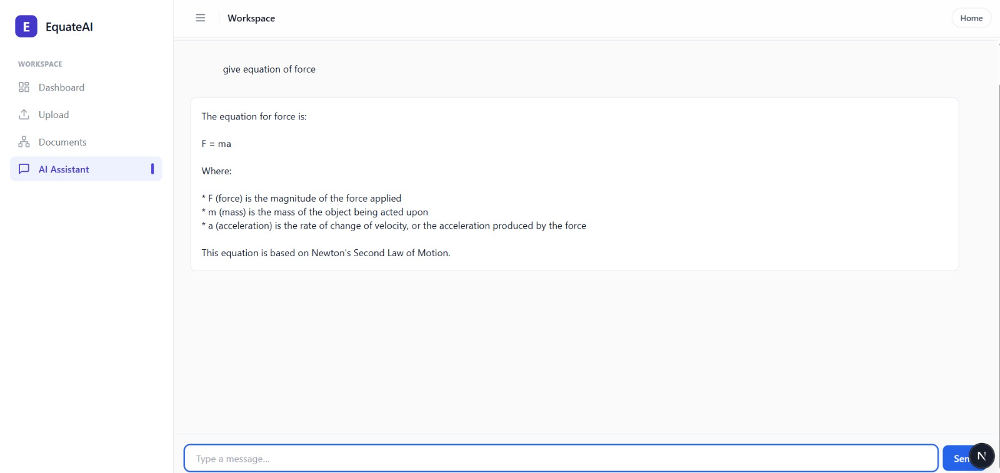 E EquateAI
WORKSPACE
Dashboard
Upload
Documents
AI Assistant
Workspace
Home
give equation of force
The equation for force is:
F = ma
Where:
* F (force) is the magnitude of the force applied
* m (mass) is the mass of the object being acted upon
* a (acceleration) is the rate of change of velocity, or the acceleration produced by the force
This equation is based on Newton's Second Law of Motion.
Type a message...
Sen
N